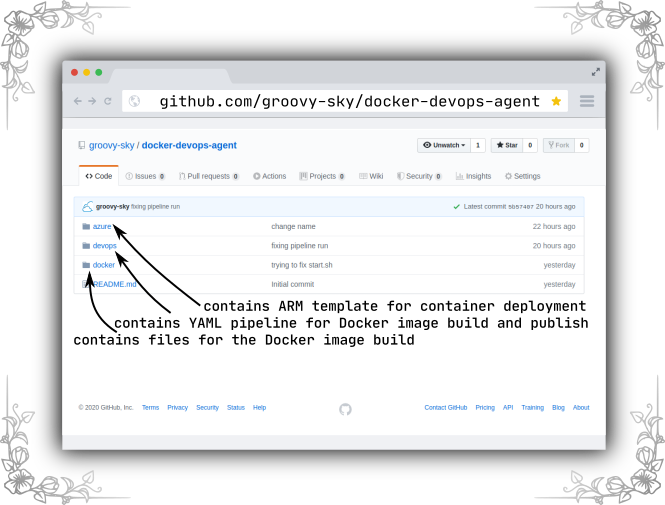 github.com/groovy-sky/docker-devops-agent
groovy-sky / docker-devops-agent
Unwatch 1 Star 0 Fork 0
Code Issues 0 Pull requests 0 Actions Projects 0 Wiki Security 0 Insights Settings
groovy-sky fixing pipeline run Latest commit 5b57407 20 hours ago
azure change name 22 hours ago
devops fixing pipeline run 20 hours ago
docker trying to fix start.sh yesterday
README.md Initial commit yesterday
contains ARM template for container deployment
contains YAML pipeline for Docker image build and publish
contains files for the Docker image build
© 2020 GitHub, Inc. Terms Privacy Security Status Help Contact GitHub Pricing API Training Blog About